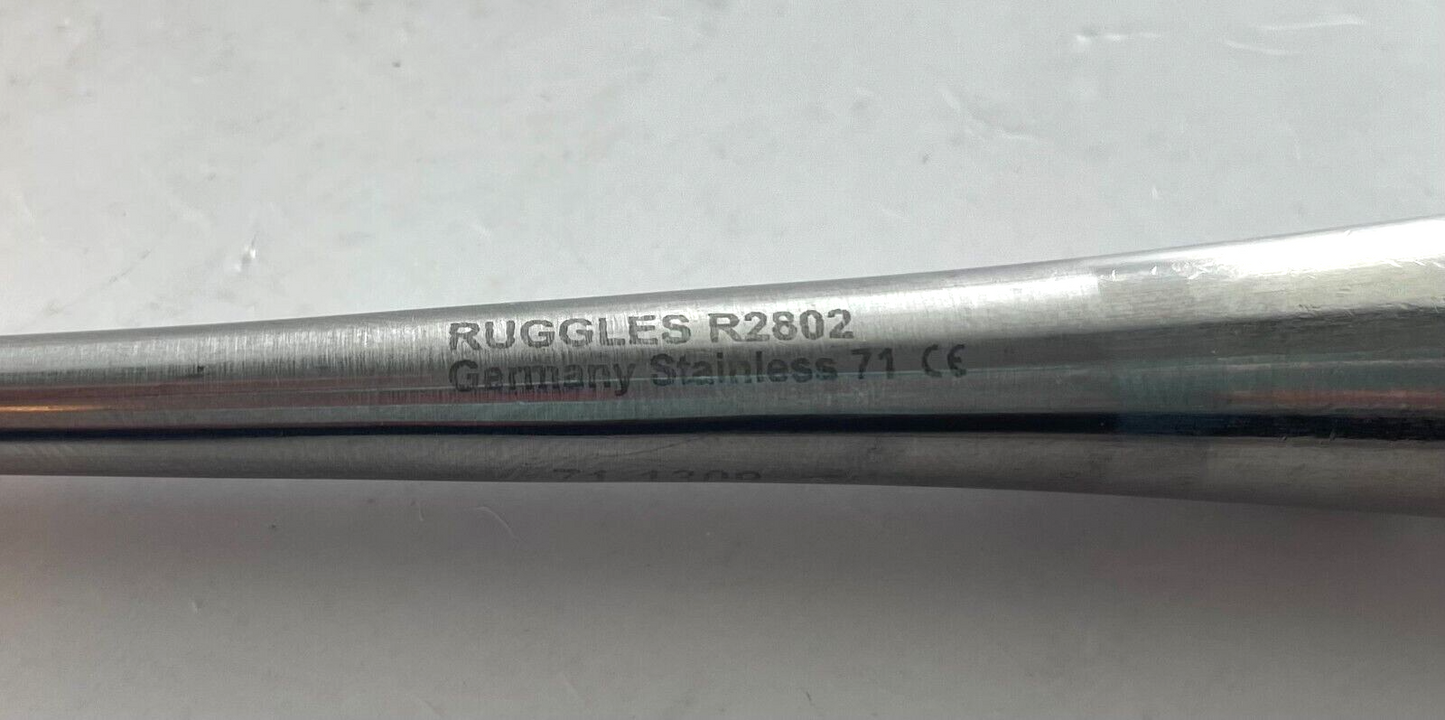 RUGGLES R2802
Germany Stainless 71 CE